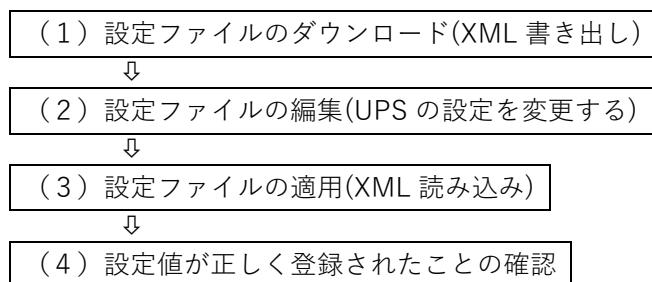 （１）設定ファイルのダウンロード(XML 書き出し)
⇩
（２）設定ファイルの編集(UPS の設定を変更する)
⇩
（３）設定ファイルの適用(XML 読み込み)
⇩
（４）設定値が正しく登録されたことの確認